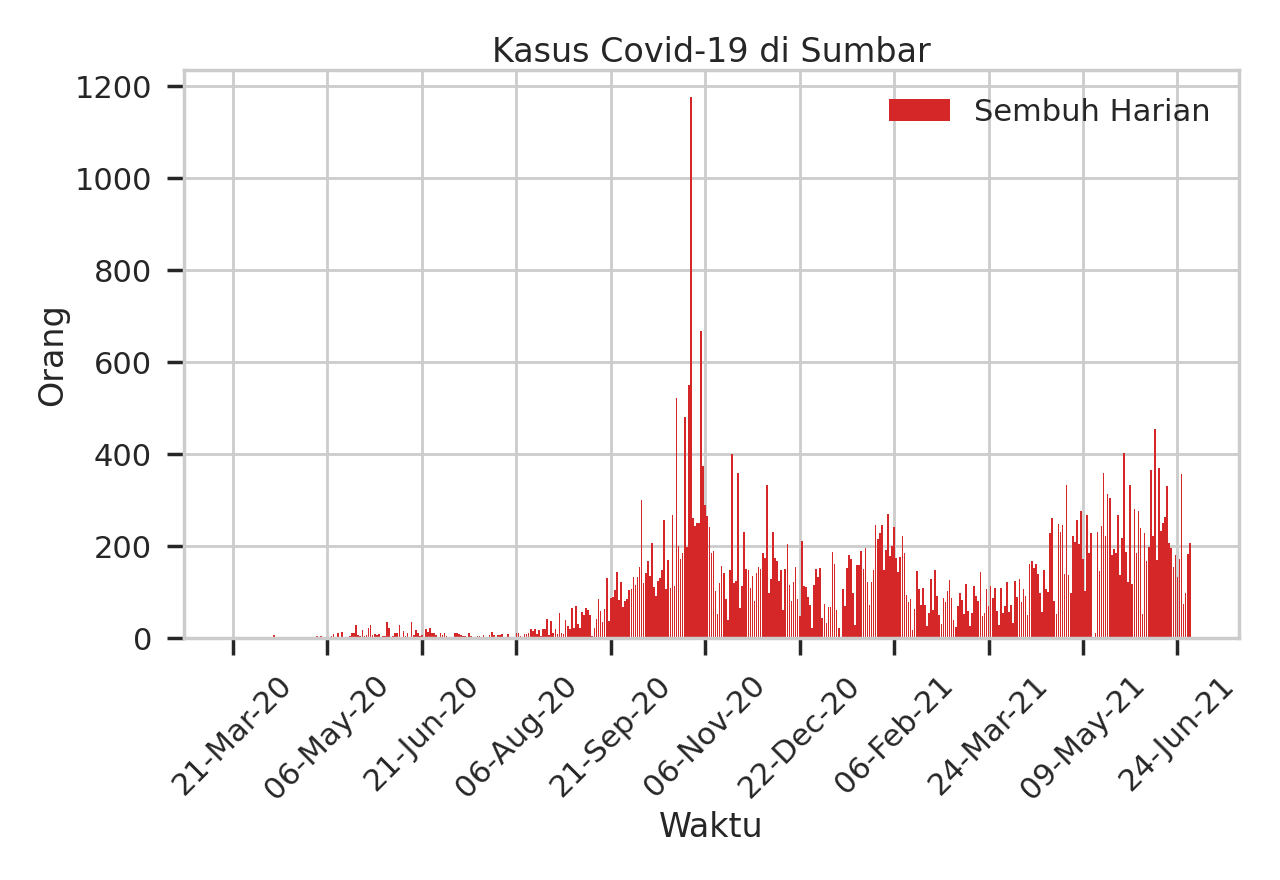 Kasus Covid-19 di Sumbar
Sembuh Harian
Orang
1200
1000
800
600
400
200
0
21-Mar-20
06-May-20
21-Jun-20
06-Aug-20
21-Sep-20
06-Nov-20
22-Dec-20
06-Feb-21
24-Mar-21
09-May-21
24-Jun-21
Waktu